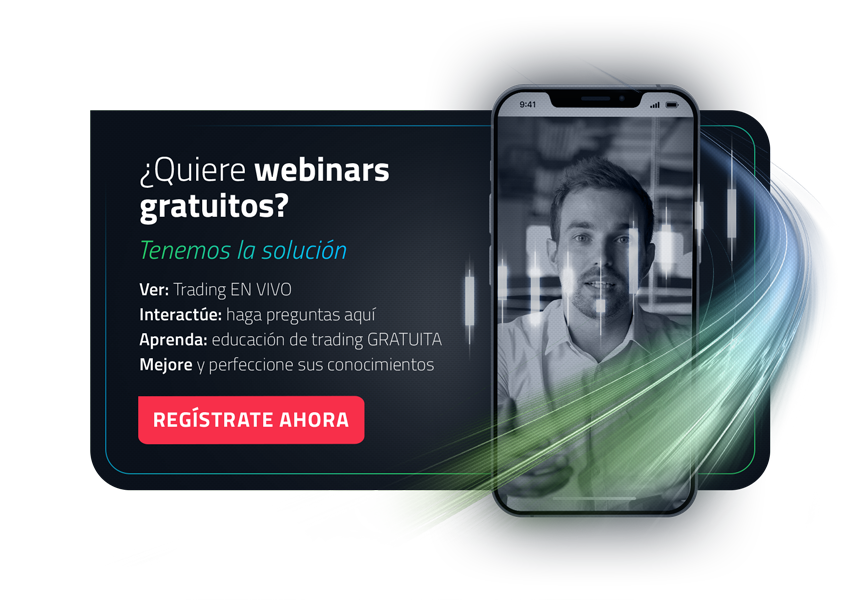 ¿Quiere webinars
gratuitos?
Tenemos la solución
Ver: Trading EN VIVO
Interactúe: haga preguntas aquí
Aprenda: educación de trading GRATUITA
Mejore y perfeccione sus conocimientos
REGÍSTRATE AHORA
9:41